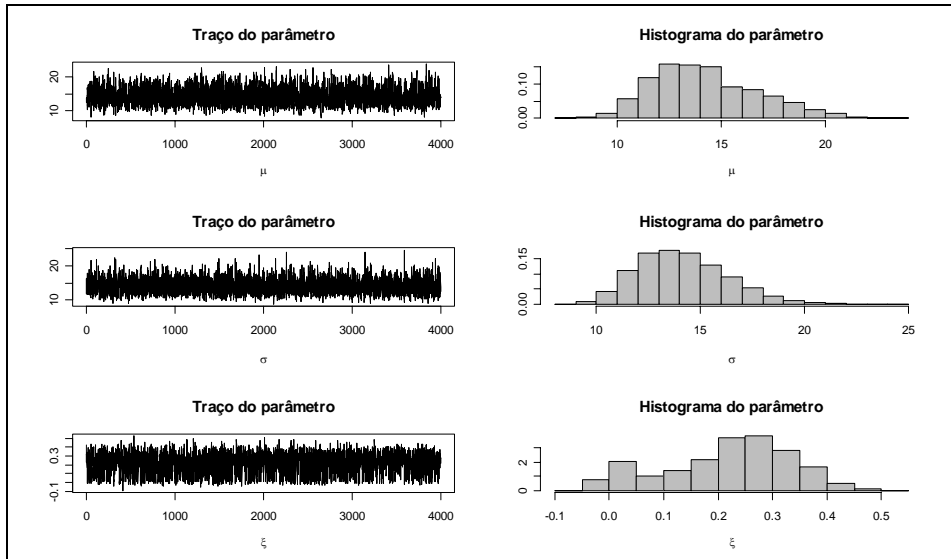 Traço do parâmetro
20
10
0 1000 2000 3000 4000
μ
Histograma do parâmetro
0.10
0.00
10 15 20
μ
Traço do parâmetro
20
10
0 1000 2000 3000 4000
σ
Histograma do parâmetro
0.15
0.00
10 15 20 25
σ
Traço do parâmetro
0.3
-0.1
0 1000 2000 3000 4000
ξ
Histograma do parâmetro
2
0
-0.1 0.0 0.1 0.2 0.3 0.4 0.5
ξ